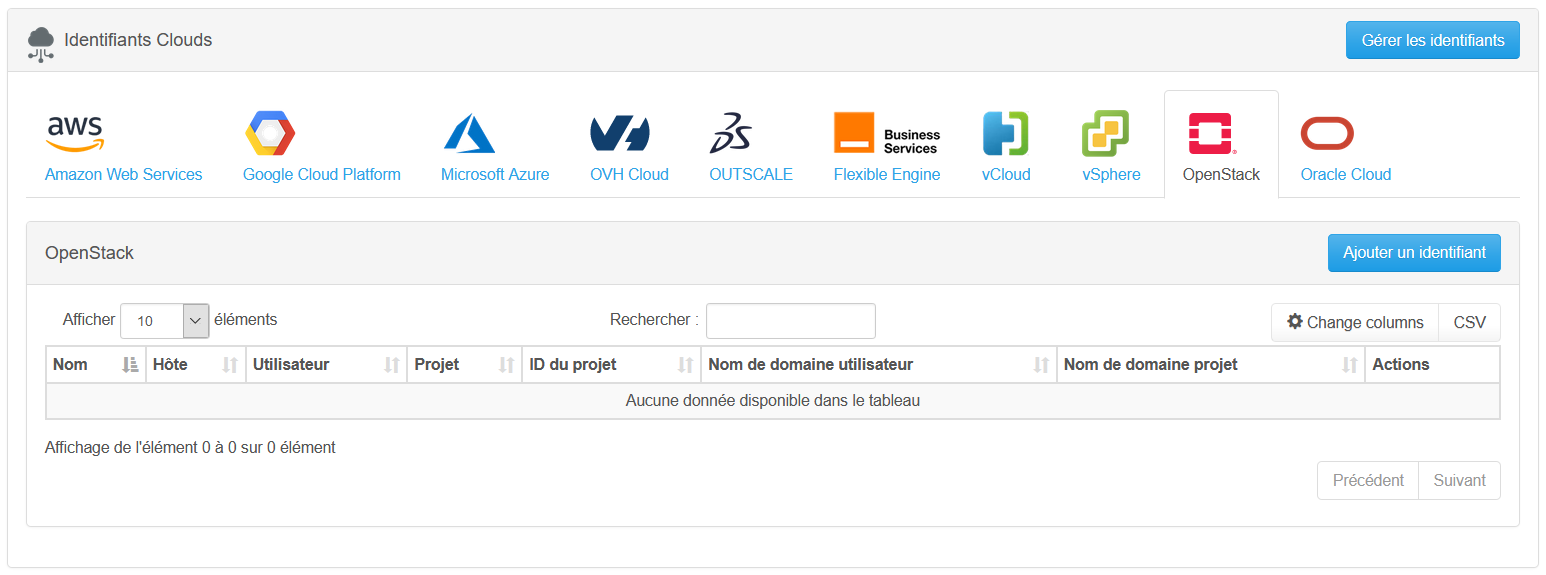 Identifiants Clouds
Gérer les identifiants
aws
Business
Services
Amazon Web Services
Google Cloud Platform
Microsoft Azure
OVH Cloud
OUTSCALE
Flexible Engine
vCloud
vSphere
OpenStack
Oracle Cloud
OpenStack
Ajouter un identifiant
Afficher 10 éléments
Rechercher :
Change columns
CSV
Nom Hôte Utilisateur Projet ID du projet Nom de domaine utilisateur Nom de domaine projet Actions
Aucune donnée disponible dans le tableau
Affichage de l'élément 0 à 0 sur 0 élément
Précédent Suivant